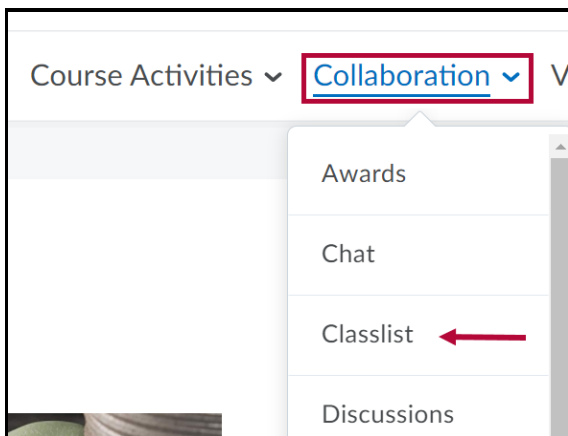 Course Activities Collaboration V
Awards
Chat
Classlist
Discussions